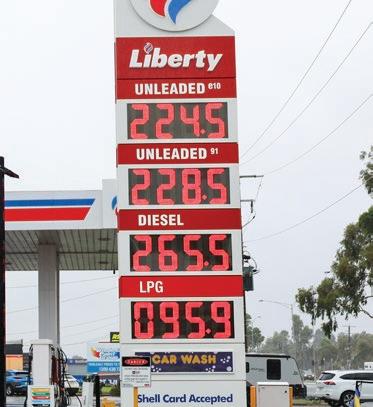 Liberty
UNLEADED e10
224.5
UNLEADED 91
228.5
DIESEL
265.5
LPG
095.9
CAR WASH
Shell Card Accepted